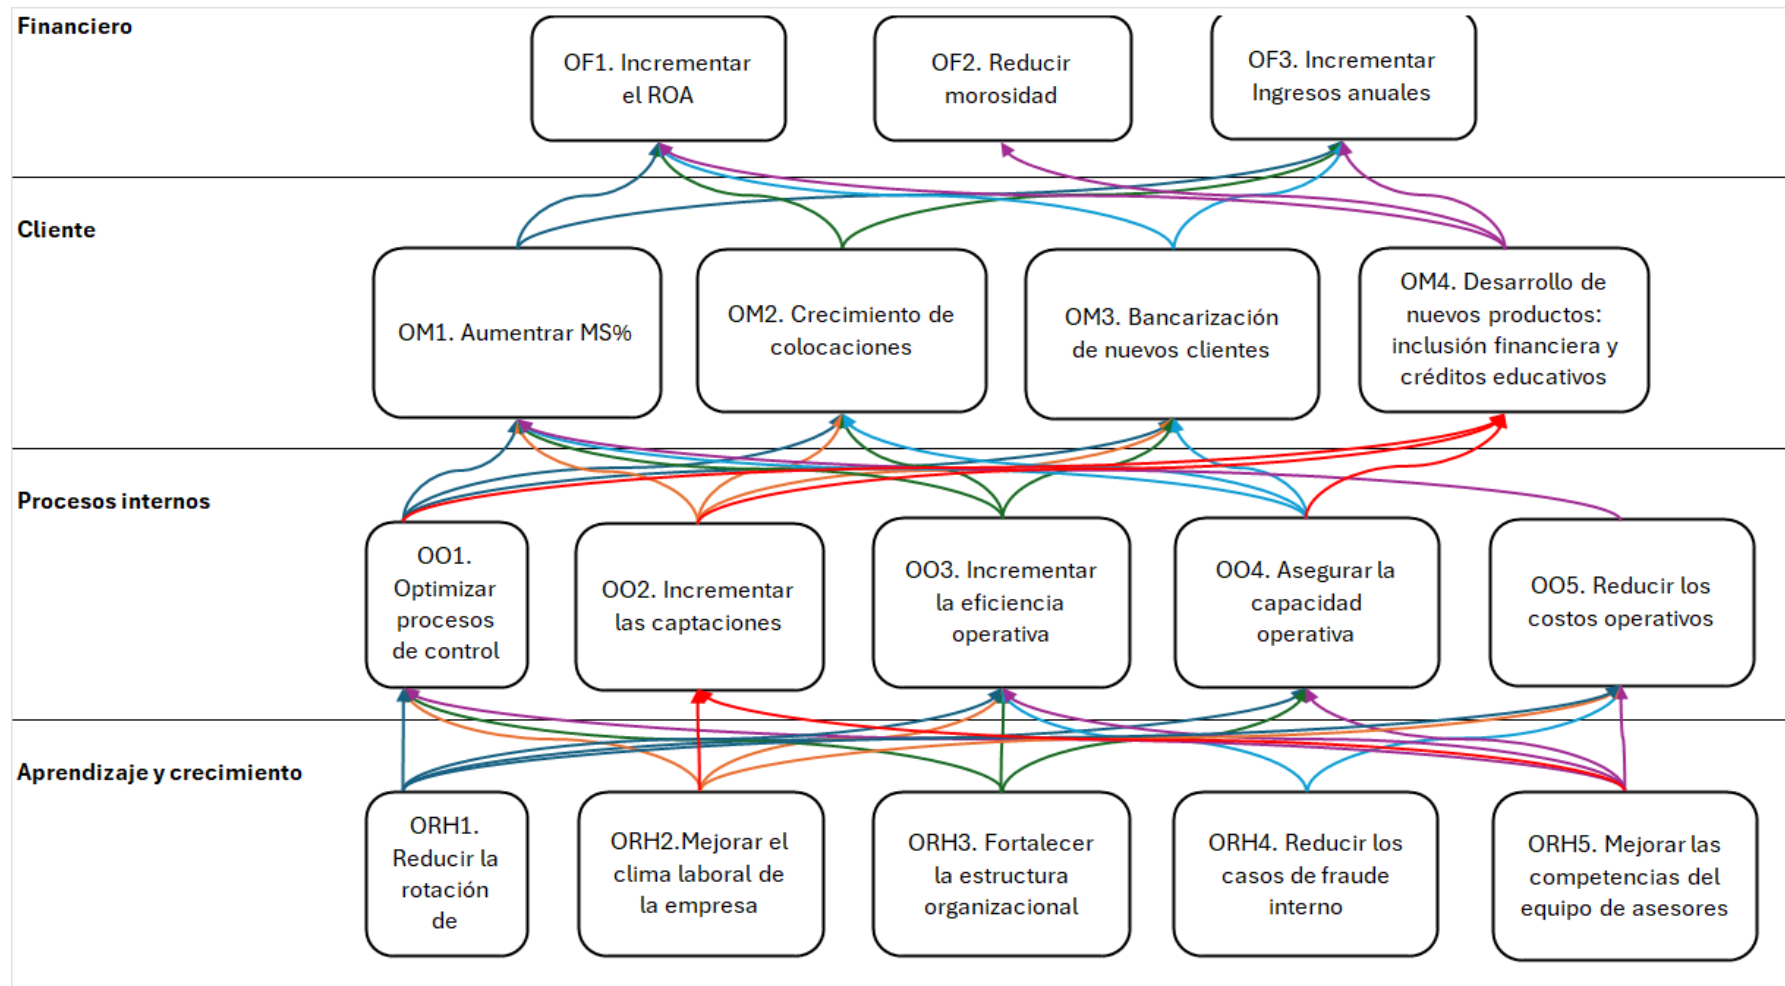 Financiero
OF1. Incrementar
el ROA
OF2. Reducir
morosidad
OF3. Incrementar
Ingresos anuales
Cliente
OM1. Aumentrar MS%
OM2. Crecimiento de
colocaciones
OM3. Bancarización
de nuevos clientes
OM4. Desarrollo de
nuevos productos:
inclusión financiera y
créditos educativos
Procesos internos
OO1.
Optimizar
procesos
de control
OO2. Incrementar
las captaciones
OO3. Incrementar
la eficiencia
operativa
OO4. Asegurar la
capacidad
operativa
OO5. Reducir los
costos operativos
Aprendizaje y crecimiento
ORH1.
Reducir la
rotación
de
ORH2.Mejorar el
clima laboral de
la empresa
ORH3. Fortalecer
la estructura
organizacional
ORH4. Reducir los
casos de fraude
interno
ORH5. Mejorar las
competencias del
equipo de asesores